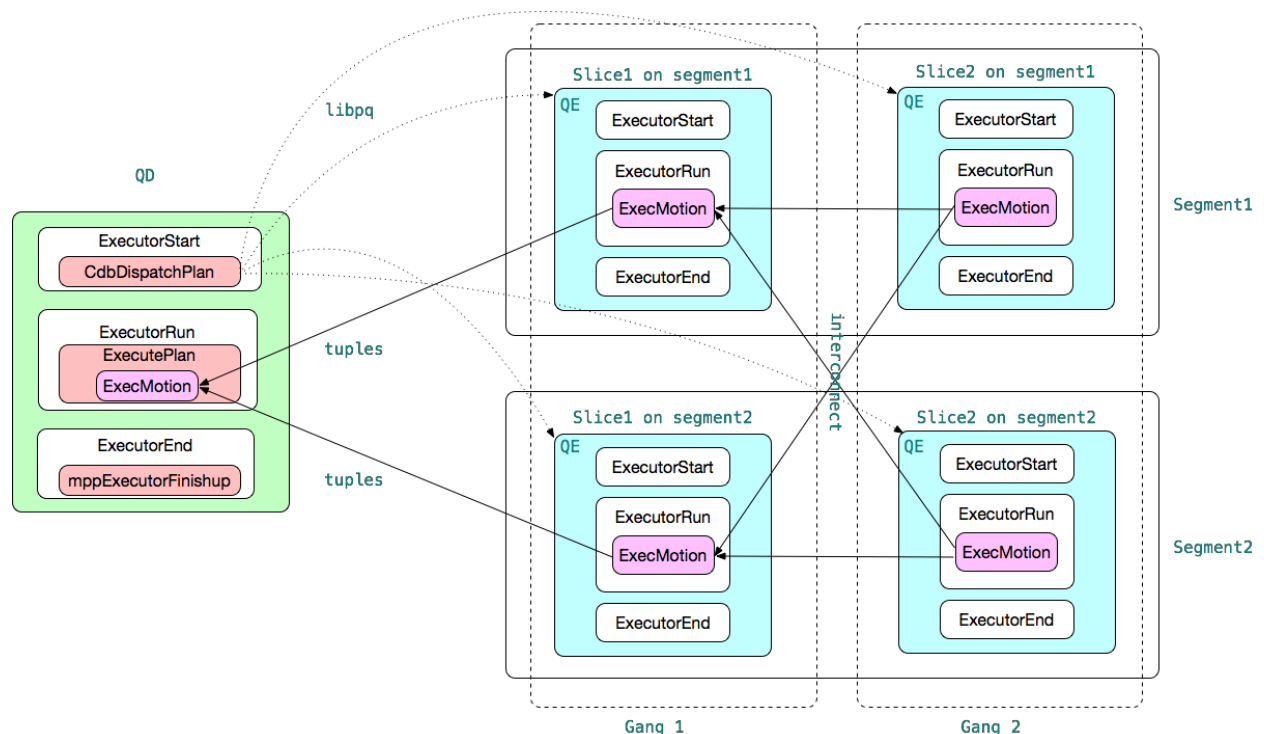 QD
ExecutorStart
CdbDispatchPlan
ExecutorRun
ExecutePlan
ExecMotion
ExecutorEnd
mppExecutorFinishup
libpq
tuples
tuples
Slice1 on segment1
QE
ExecutorStart
ExecutorRun
ExecMotion
ExecutorEnd
Slice2 on segment1
QE
ExecutorStart
ExecutorRun
ExecMotion
ExecutorEnd
Segment1
interconnect
Slice1 on segment2
QE
ExecutorStart
ExecutorRun
ExecMotion
ExecutorEnd
Slice2 on segment2
QE
ExecutorStart
ExecutorRun
ExecMotion
ExecutorEnd
Segment2
Gang 1
Gang 2